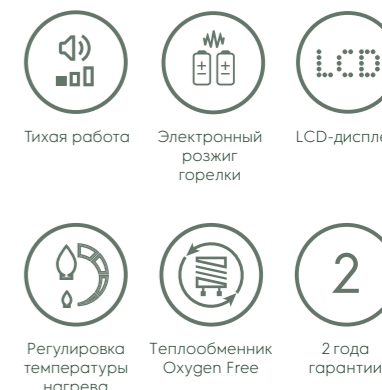 LCD
Тихая работа
Электронный
розжиг
горелки
LCD-диспле
2
Регулировка
температуры
нагрева
Теплообменник
Oxygen Free
2 года
гарантии